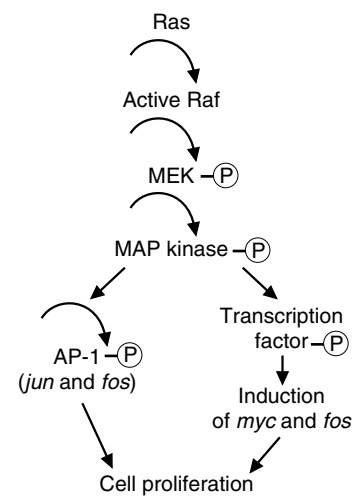 Ras
Active Raf
MEK – P
MAP kinase – P
AP-1 – P
(jun and fos)
Transcription
factor – P
Induction
of myc and fos
Cell proliferation